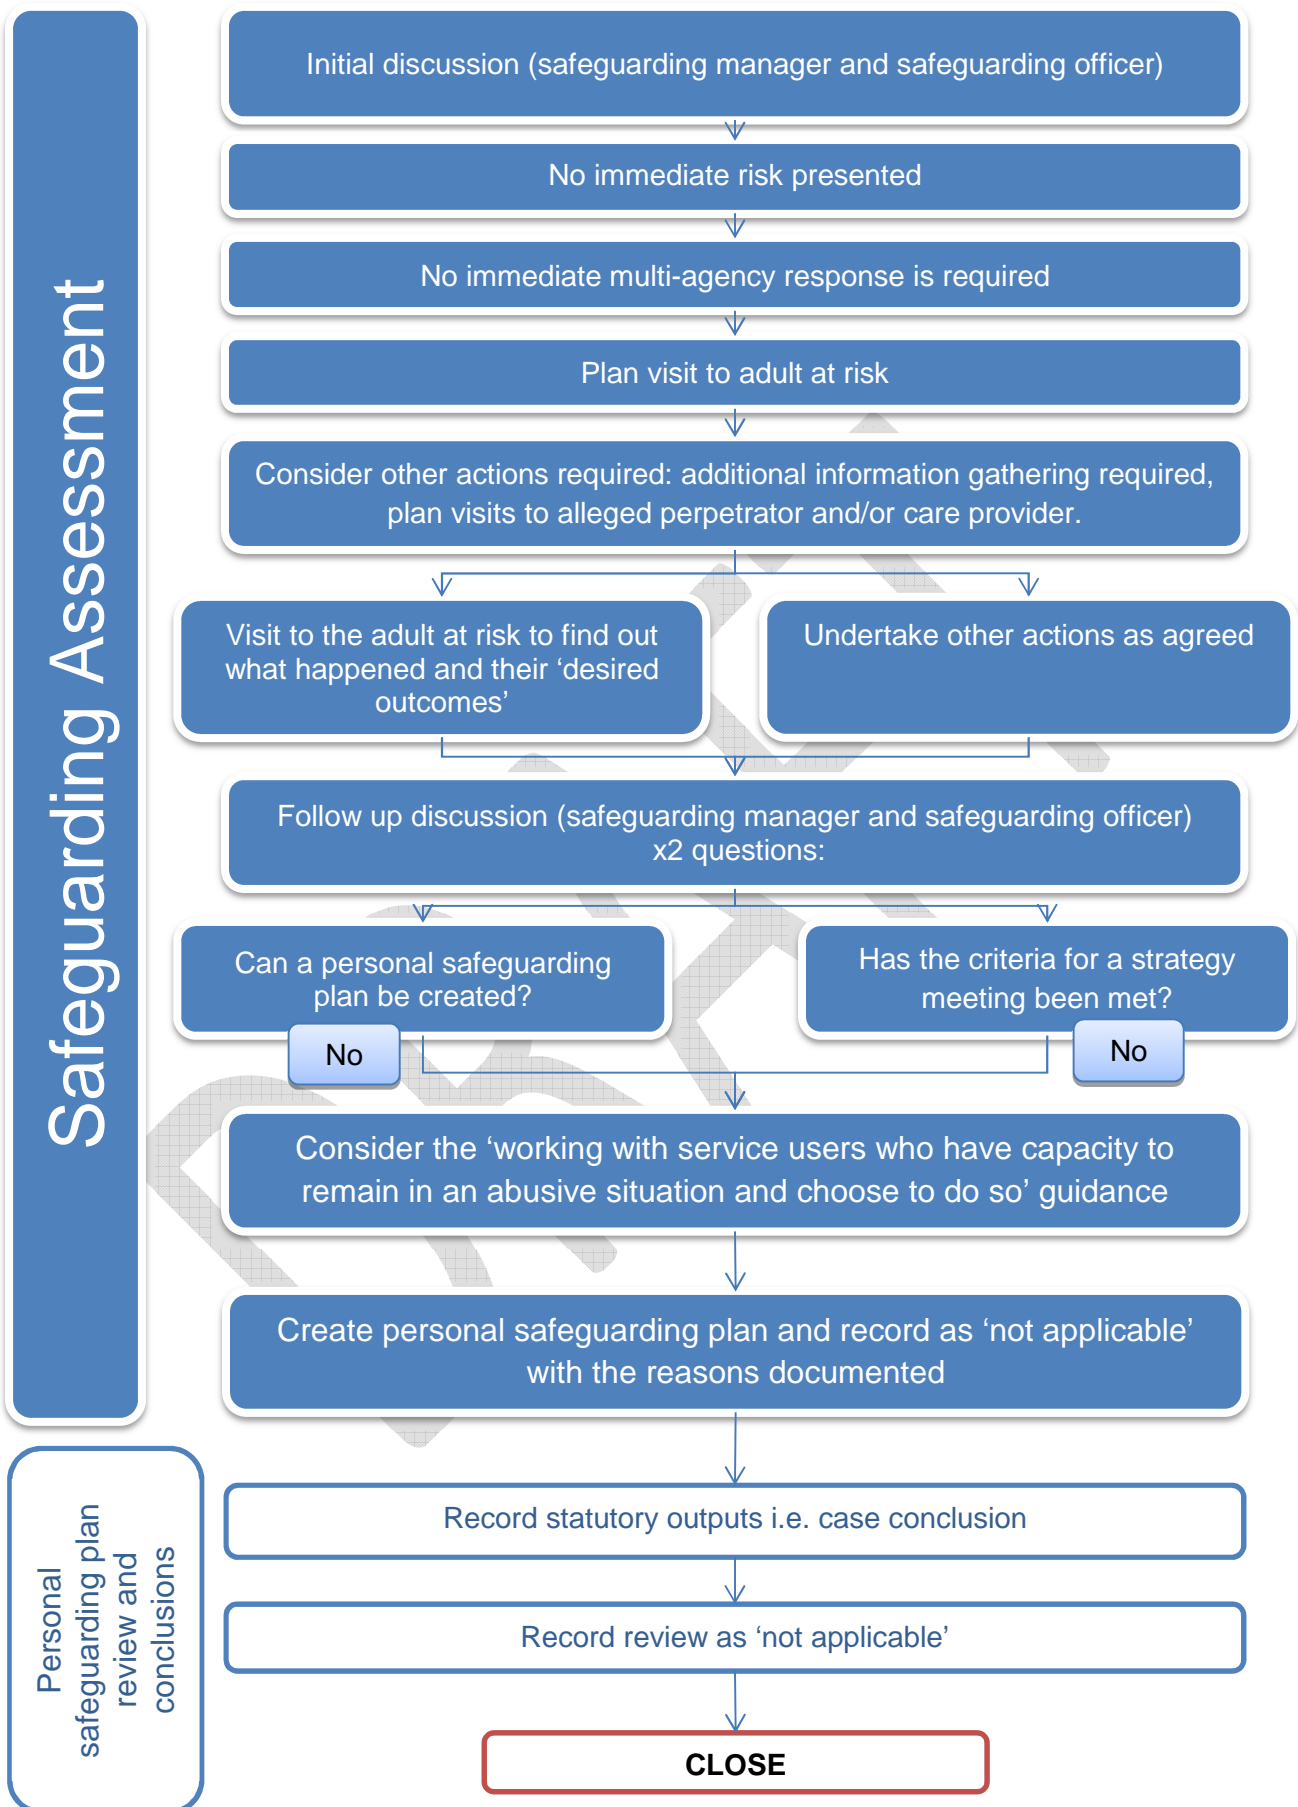 Safeguarding Assessment
Initial discussion (safeguarding manager and safeguarding officer)
No immediate risk presented
No immediate multi-agency response is required
Plan visit to adult at risk
Consider other actions required: additional information gathering required,
plan visits to alleged perpetrator and/or care provider.
Visit to the adult at risk to find out
what happened and their ‘desired
outcomes’
Undertake other actions as agreed
Follow up discussion (safeguarding manager and safeguarding officer)
x2 questions:
Can a personal safeguarding
plan be created?
No
Has the criteria for a strategy
meeting been met?
No
Consider the ‘working with service users who have capacity to
remain in an abusive situation and choose to do so’ guidance
Create personal safeguarding plan and record as ‘not applicable’
with the reasons documented
Personal
safeguarding plan
review and
conclusions
Record statutory outputs i.e. case conclusion
Record review as ‘not applicable’
CLOSE
DRAFT